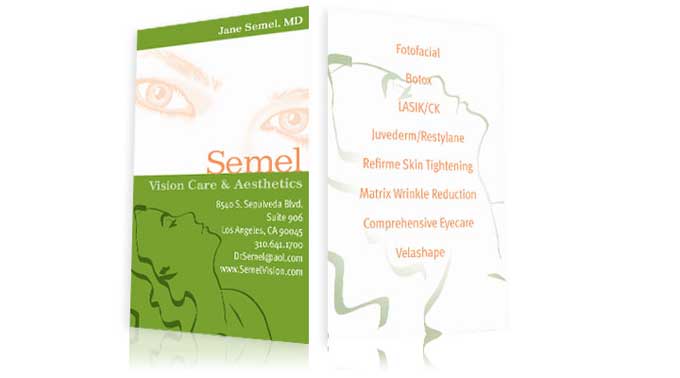 Jane Semel, MD
Semel
Vision Care & Aesthetics
8540 S. Sepulveda Blvd.
Suite 906
Los Angeles, CA 90045
310.641.1700
DrSemel@aol.com
www.SemelVision.com
Fotofacial
Botox
LASIK/CK
Juvederm/Restylane
Refirme Skin Tightening
Matrix Wrinkle Reduction
Comprehensive Eyecare
Velashape